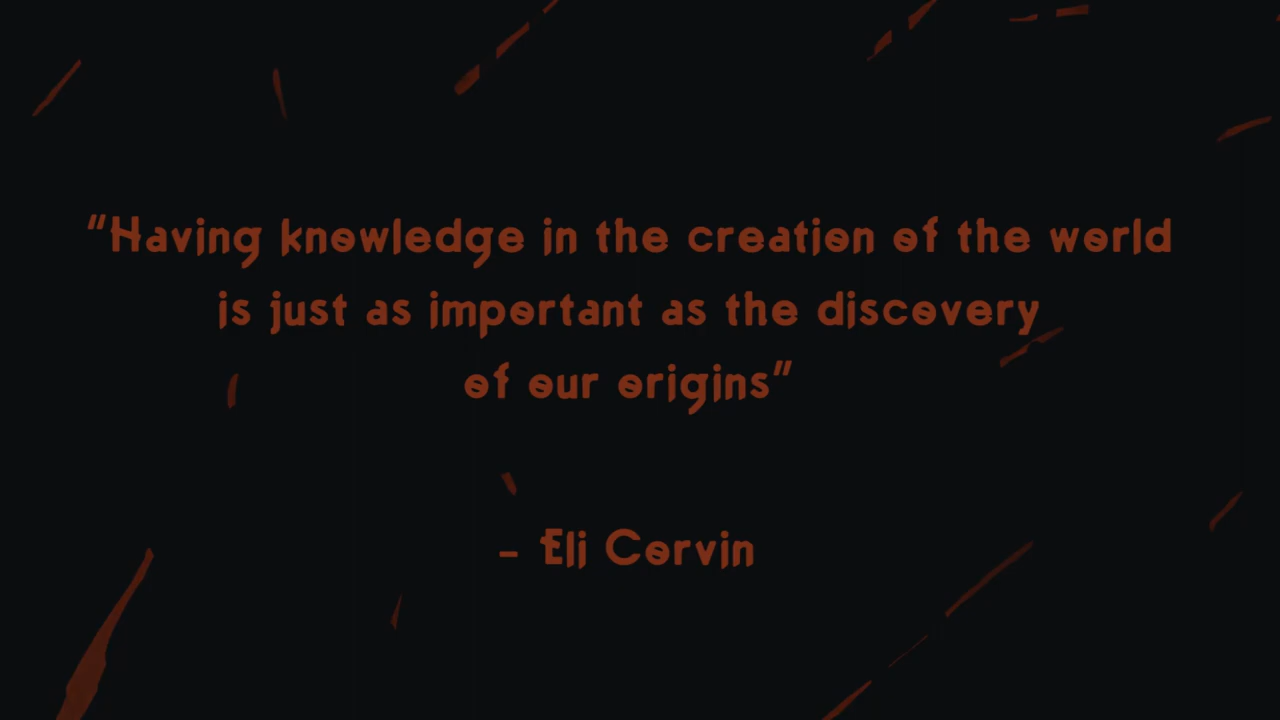 "Having knowledge in the creation of the world
is just as important as the discovery
of our origins"
- Eli Corvin